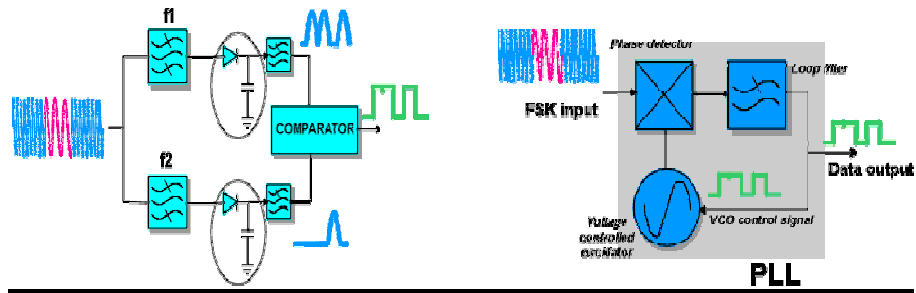 f1
COMPARATOR
f2
Phase detector
Loop filter
FSK input
Data output
VCO control signal
Voltage
controlled
oscillator
PLL